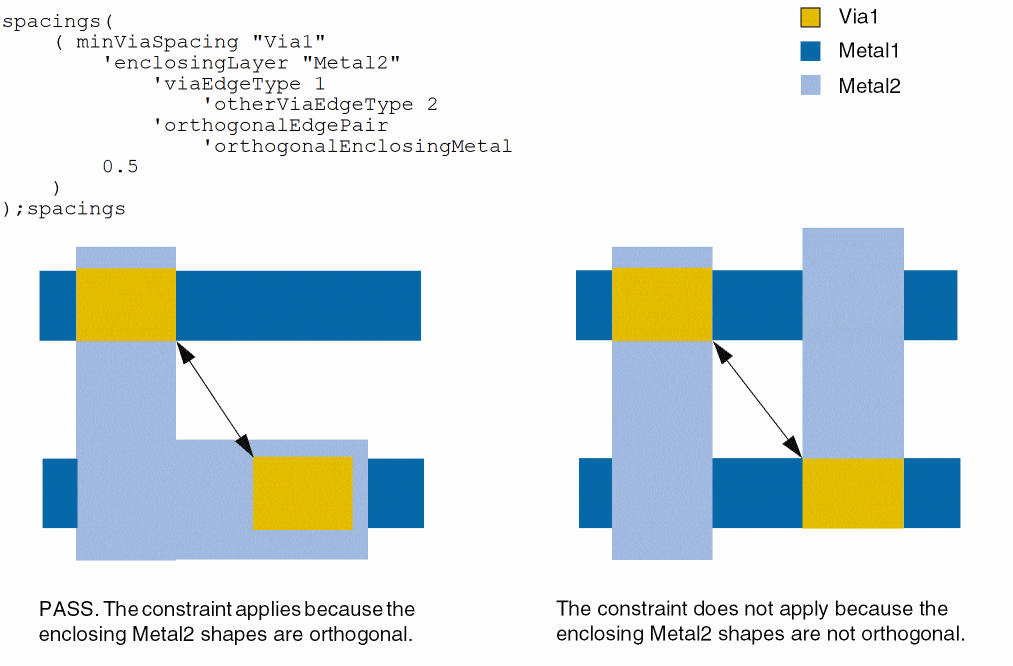 spacings(
( minViaSpacing "Via1"
'enclosingLayer "Metal2"
'viaEdgeType 1
'otherViaEdgeType 2
'orthogonalEdgePair
'orthogonalEnclosingMetal
0.5
)
);spacings
Via1
Metal1
Metal2
PASS. The constraint applies because the
enclosing Metal2 shapes are orthogonal.
The constraint does not apply because the
enclosing Metal2 shapes are not orthogonal.